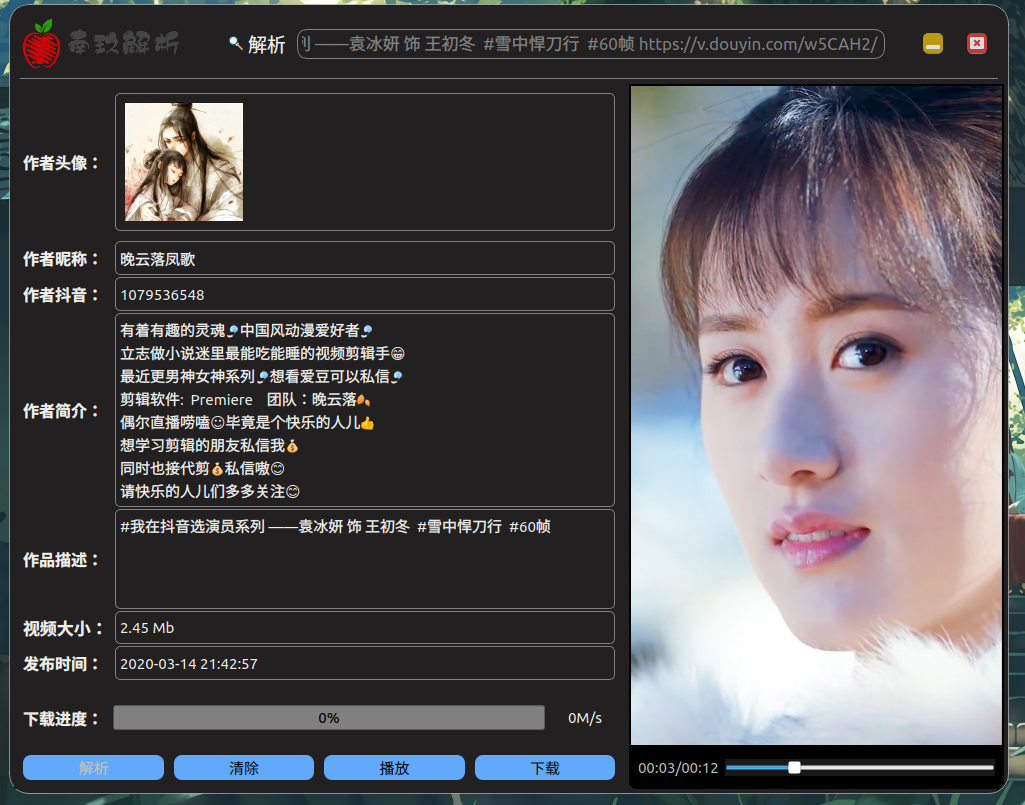 南玖解析
解析
——袁冰妍 饰 王初冬 #雪中悍刀行 #60帧 https://v.douyin.com/w5CAH2/
作者头像：
作者昵称：
晚云落凤歌
作者抖音：
1079536548
作者简介：
有着有趣的灵魂🎐中国风动漫爱好者🎐
立志做小说迷里最能吃能睡的视频剪辑手😁
最近更男神女神系列🎐想看爱豆可以私信🎐
剪辑软件: Premiere 团队：晚云落🍂
偶尔直播唠嗑☺毕竟是个快乐的人儿👍
想学习剪辑的朋友私信我💰
同时也接代剪💰私信嗷😊
请快乐的人儿们多多关注😊
作品描述：
#我在抖音选演员系列 ——袁冰妍 饰 王初冬 #雪中悍刀行 #60帧
视频大小：
2.45 Mb
发布时间：
2020-03-14 21:42:57
下载进度：
0%
0M/s
解析
清除
播放
下载
00:03/00:12